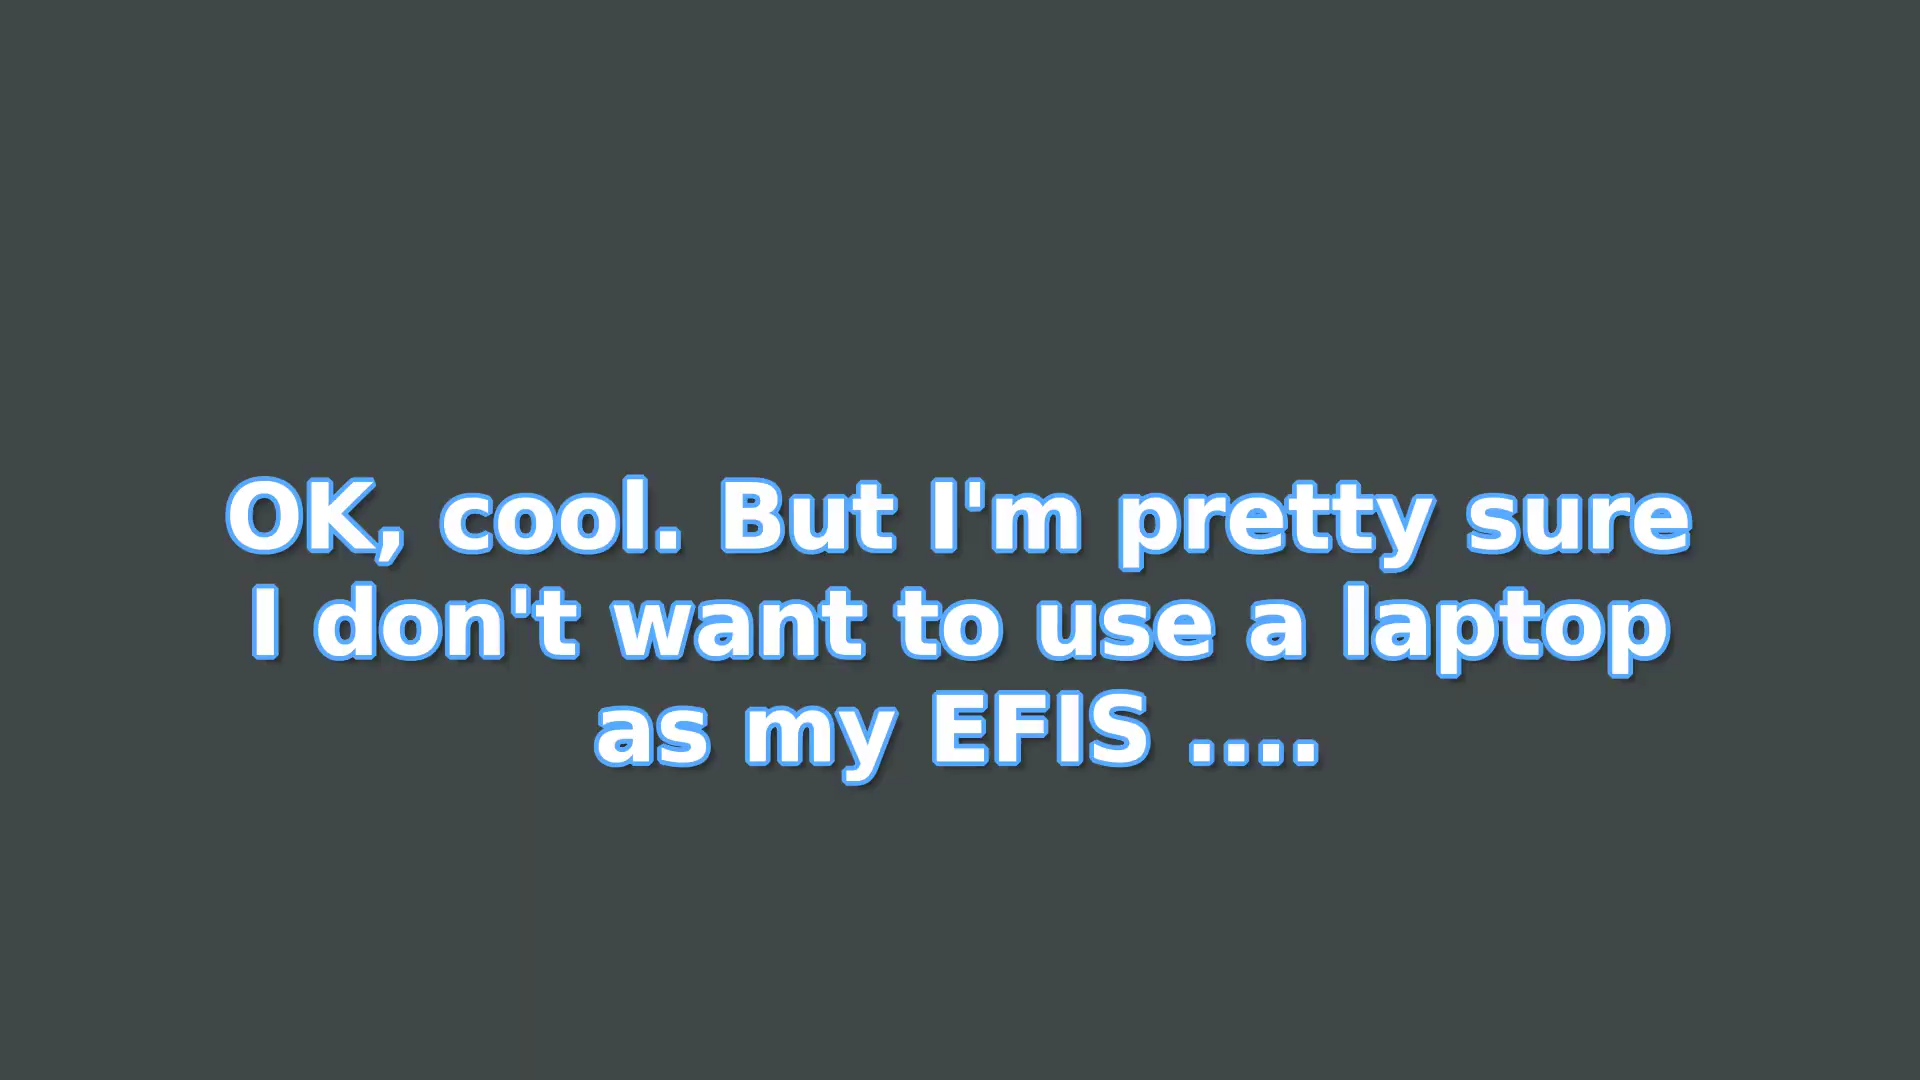 OK, cool. But I'm pretty sure
I don't want to use a laptop
as my EFIS ....